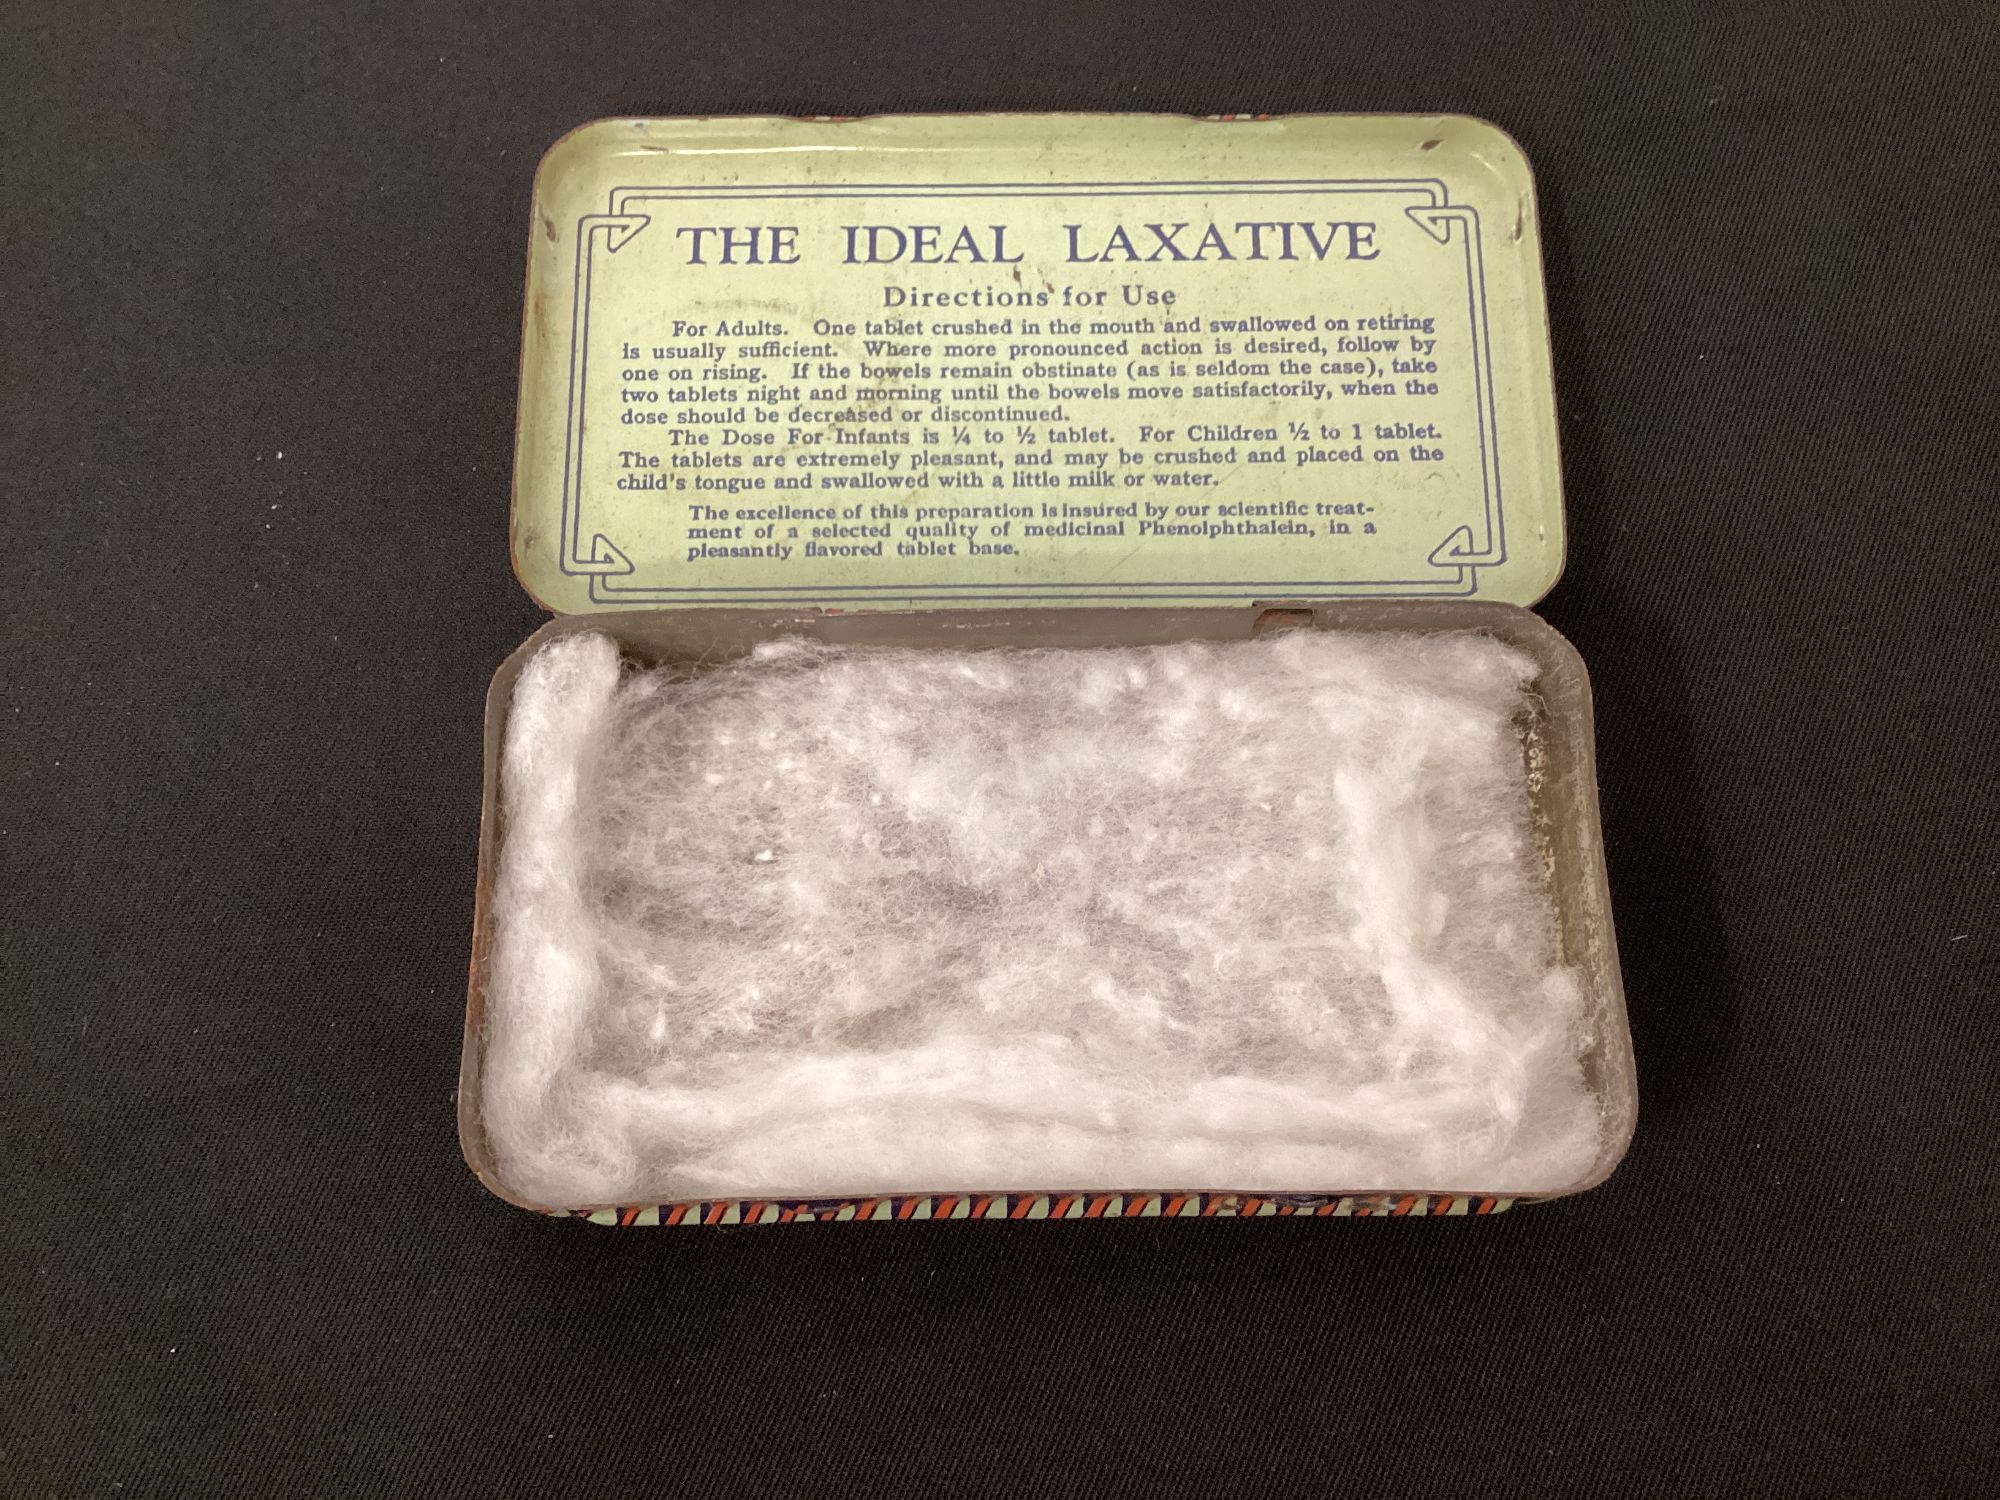 THE IDEAL LAXATIVE
Directions for Use
For Adults. One tablet crushed in the mouth and swallowed on retiring
is usually sufficient. Where more pronounced action is desired, follow by
one on rising. If the bowels remain obstinate (as is seldom the case), take
two tablets night and morning until the bowels move satisfactorily, when the
dose should be decreased or discontinued.
The Dose For Infants is ¼ to ½ tablet. For Children ½ to 1 tablet.
The tablets are extremely pleasant, and may be crushed and placed on the
child's tongue and swallowed with a little milk or water.
The excellence of this preparation is insured by our scientific treat-
ment of a selected quality of medicinal Phenolphthalein, in a
pleasantly flavored tablet base.